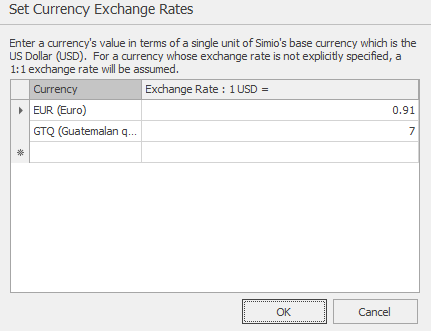 Set Currency Exchange Rates
Enter a currency's value in terms of a single unit of Simio's base currency which is the
US Dollar (USD). For a currency whose exchange rate is not explicitly specified, a
1:1 exchange rate will be assumed.
Currency Exchange Rate : 1 USD =
EUR (Euro) 0.91
GTQ (Guatemalan q... 7
OK Cancel